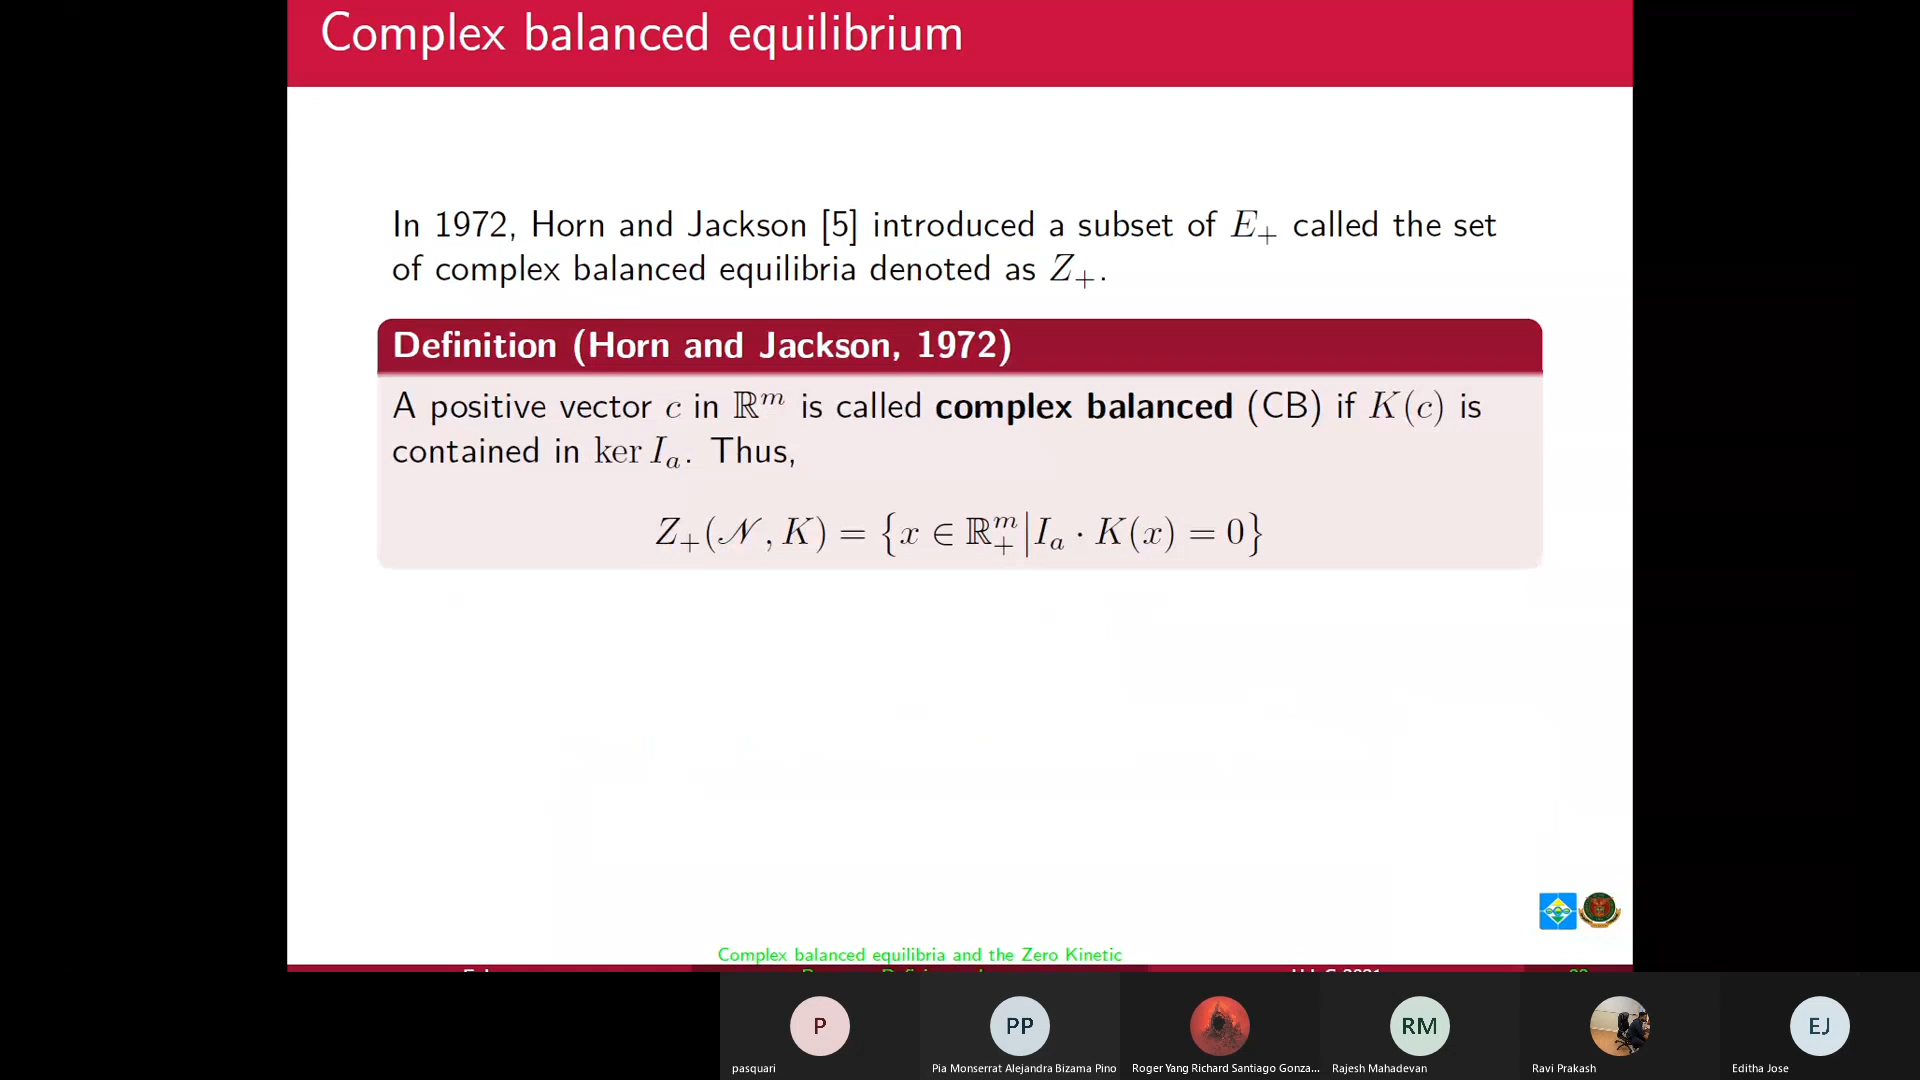 Complex balanced equilibrium
In 1972, Horn and Jackson [5] introduced a subset of E₊ called the set
of complex balanced equilibria denoted as Z₊.
Definition (Horn and Jackson, 1972)
A positive vector c in ℝᵐ is called complex balanced (CB) if K(c) is
contained in ker Iₐ. Thus,
Z₊(𝒩, K) = {x ∈ ℝ₊ᵐ | Iₐ · K(x) = 0}
Complex balanced equilibria and the Zero Kinetic
P
PP
RM
EJ
pasquari
Pia Monserrat Alejandra Bizama Pino
Roger Yang Richard Santiago Gonza...
Rajesh Mahadevan
Ravi Prakash
Editha Jose